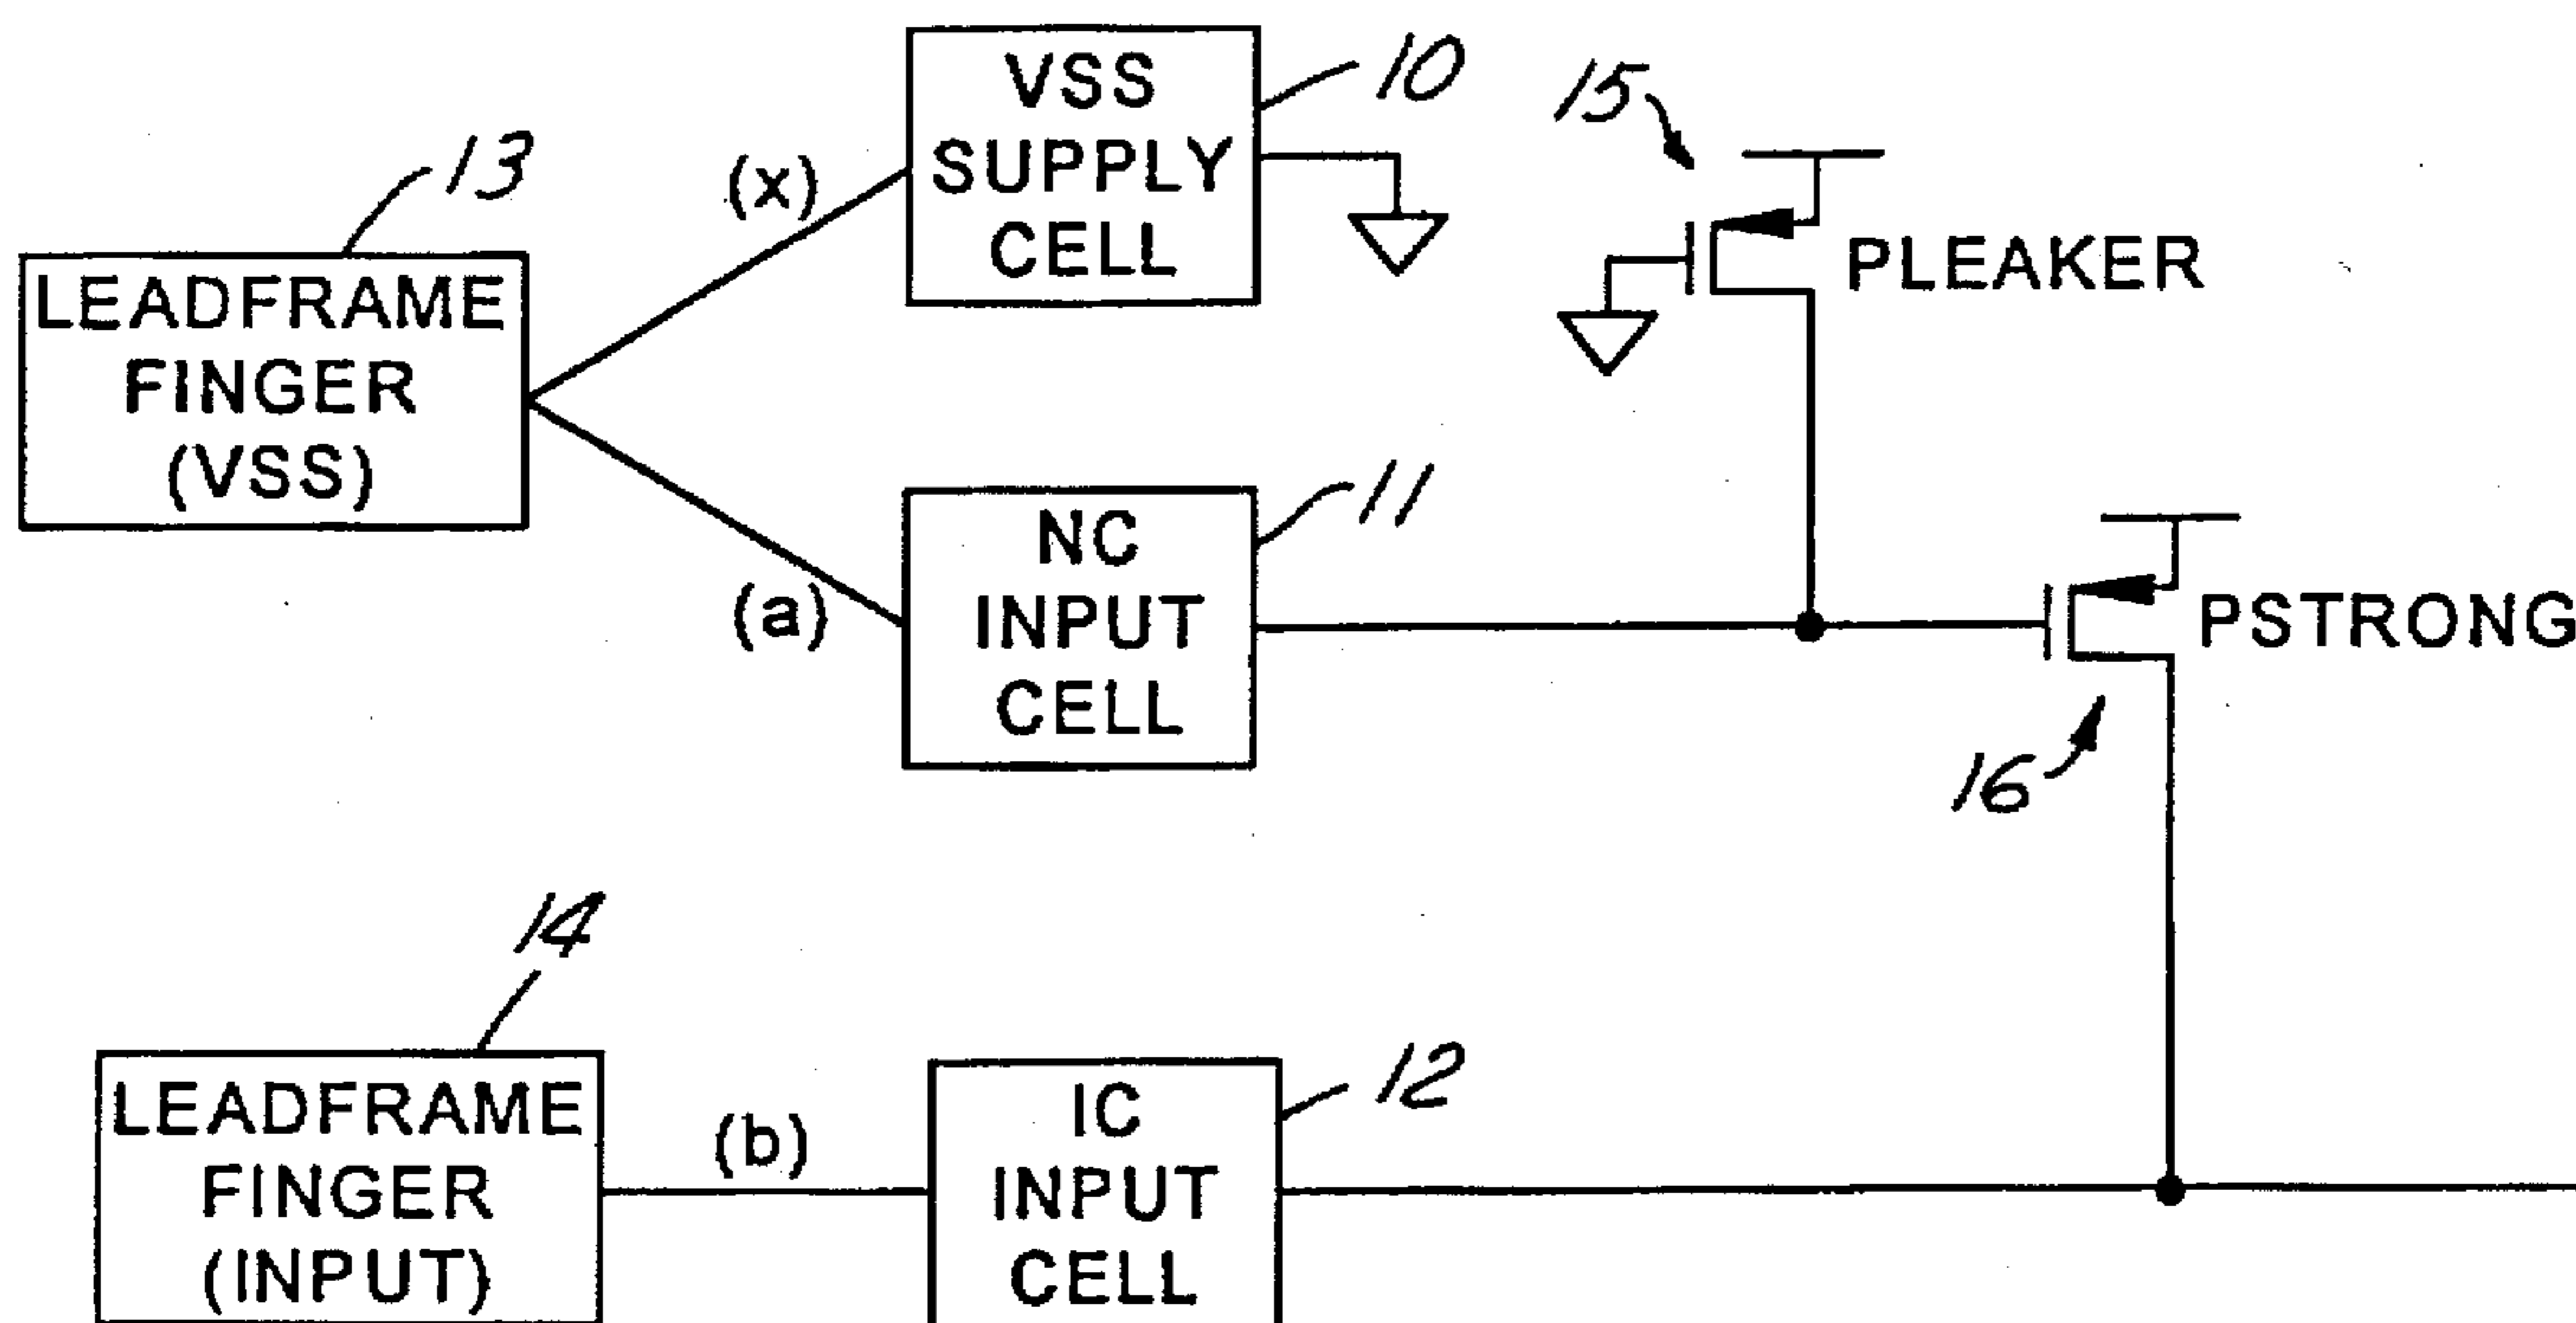 13
LEADFRAME
FINGER
(VSS)
(x)
(a)
VSS
SUPPLY
CELL
10
NC
INPUT
CELL
11
15
PLEAKER
PSTRONG
16
14
LEADFRAME
FINGER
(INPUT)
(b)
IC
INPUT
CELL
12